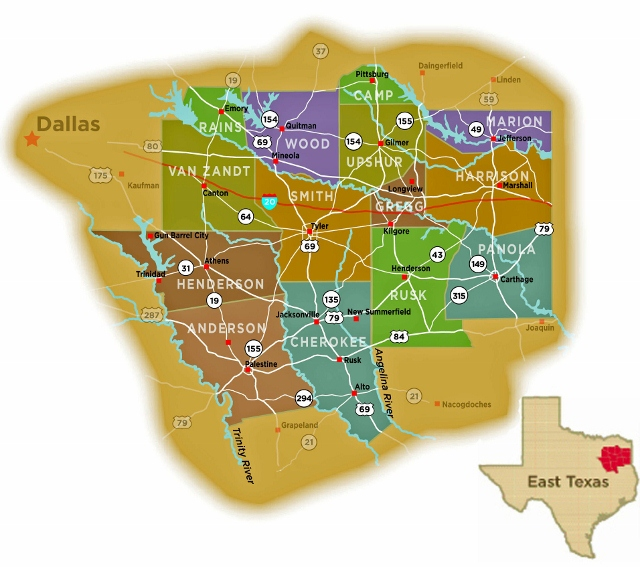 37
Pittsburg
Daingerfield
19
Linden
CAMP
59
Emory
154
155
MARION
Dallas
RAINS
Quitman
49
69
WOOD
154
Gilmer
Jefferson
80
Mineola
UPSHUR
VAN ZANDT
HARRISON
175
Kaufman
Canton
SMITH
Longview
Marshall
20
GREGG
64
Tyler
Kilgore
79
Gun Barrel City
69
PANOLA
43
Athens
149
31
Henderson
Carthage
Trinidad
HENDERSON
RUSK
315
19
135
287
Jacksonville
79
New Summerfield
Joaquin
ANDERSON
84
CHEROKEE
155
Rusk
Palestine
Angelina River
Alto
294
69
21
Nacogdoches
79
Grapeland
Trinity River
21
East Texas